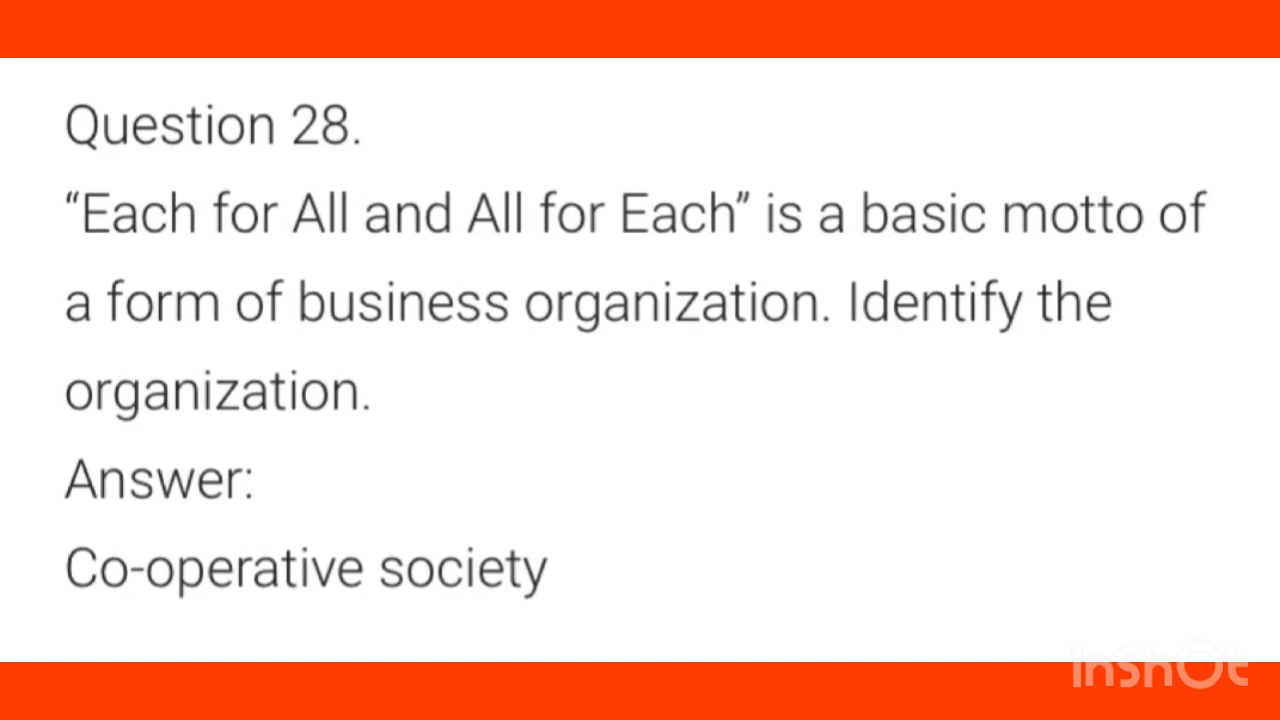 Question 28.
“Each for All and All for Each” is a basic motto of
a form of business organization. Identify the
organization.
Answer:
Co-operative society
InShOt